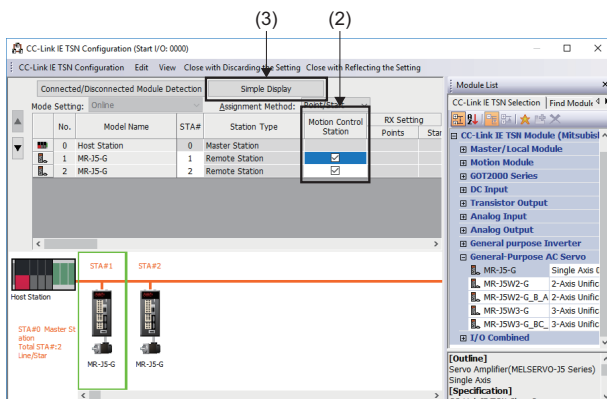 (3) (2)
CC-Link IE TSN Configuration (Start I/O: 0000)
CC-Link IE TSN Configuration Edit View Close with Discarding the Setting Close with Reflecting the Setting
Connected/Disconnected Module Detection Simple Display
Mode Setting: Online Assignment Method: Point/Start
No. Model Name STA# Station Type Motion Control Station RX Setting
Points Star
0 Host Station 0 Master Station
1 MR-J5-G 1 Remote Station
2 MR-J5-G 2 Remote Station
STA#1 STA#2
Host Station
STA#0 Master St
ation
Total STA#:2
Line/Star
MR-J5-G MR-J5-G
Module List
CC-Link IE TSN Selection Find Module
CC-Link IE TSN Module (Mitsubish
Master/Local Module
Motion Module
GOT2000 Series
DC Input
Transistor Output
Analog Input
Analog Output
General purpose Inverter
General-Purpose AC Servo
MR-J5-G Single Axis
MR-J5W2-G 2-Axis Unific
MR-J5W2-G_B_A 2-Axis Unific
MR-J5W3-G 3-Axis Unific
MR-J5W3-G_BC_ 3-Axis Unific
I/O Combined
[Outline]
Servo Amplifier(MELSERVO-J5 Series)
Single Axis
[Specification]